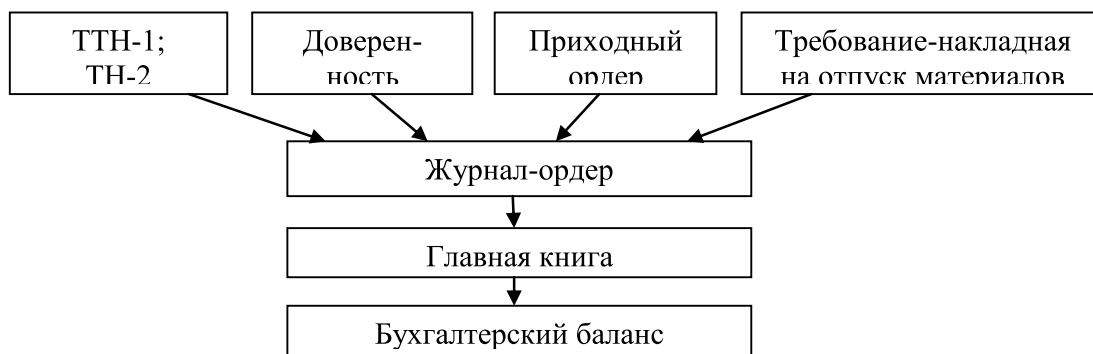 ТТН-1;
ТН-2
Доверен-
ность
Приходный
ордер
Требование-накладная
на отпуск материалов
Журнал-ордер
Главная книга
Бухгалтерский баланс